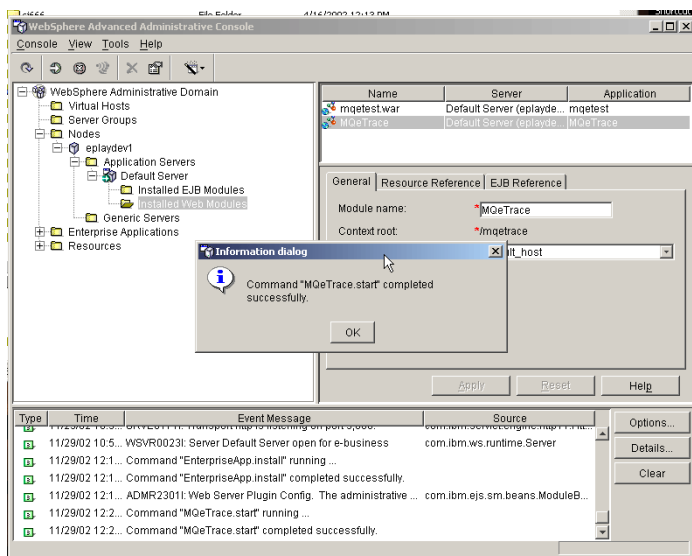 File Folder 4/16/2002 12:13 PM
WebSphere Advanced Administrative Console
Console View Tools Help
WebSphere Administrative Domain
Virtual Hosts
Server Groups
Nodes
eplaydev1
Application Servers
Default Server
Installed EJB Modules
Installed Web Modules
Generic Servers
Enterprise Applications
Resources
Name Server Application
mqetest.war Default Server (eplayde... mqetest
MQeTrace Default Server (eplayde... MQeTrace
General Resource Reference EJB Reference
Module name: *MQeTrace
Context root: */mqetrace
ult_host
Information dialog
Command "MQeTrace.start" completed
successfully.
OK
Apply Reset Help
Type Time Event Message Source
11/29/02 10:5... WSVR0023I: Server Default Server open for e-business com.ibm.ws.runtime.Server
11/29/02 12:1... Command "EnterpriseApp.install" running ...
11/29/02 12:1... Command "EnterpriseApp.install" completed successfully.
11/29/02 12:1... ADMR2301I: Web Server Plugin Config. The administrative ... com.ibm.ejs.sm.beans.ModuleB...
11/29/02 12:2... Command "MQeTrace.start" running ...
11/29/02 12:2... Command "MQeTrace.start" completed successfully.
Options...
Details...
Clear